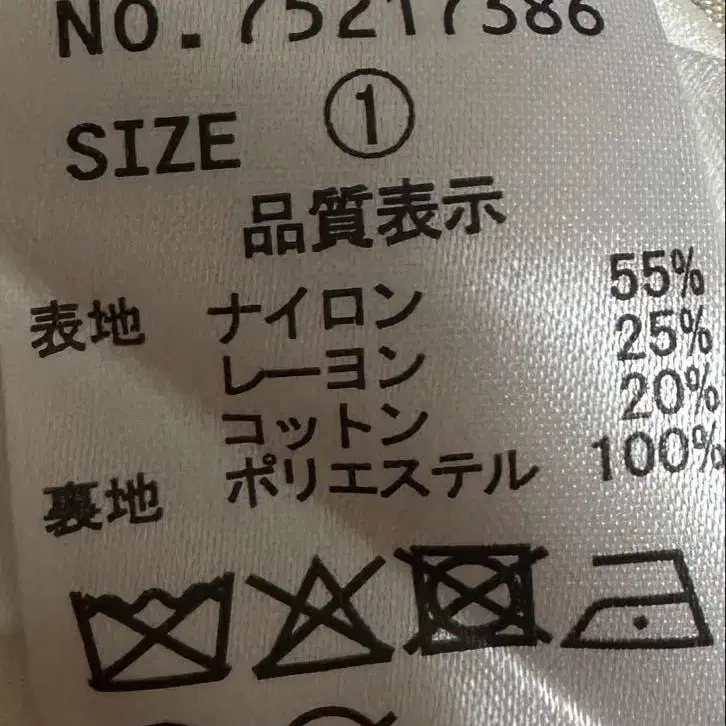 NO.75217386
SIZE ①
品質表示
表地 ナイロン 55%
レーヨン 25%
コットン 20%
裏地 ポリエステル 100%